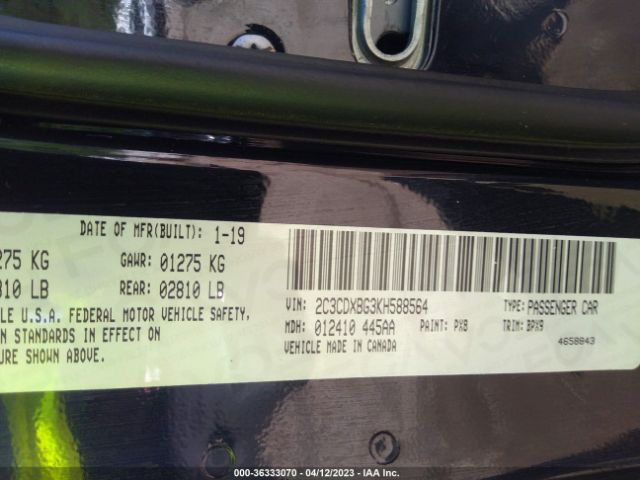 DATE OF MFR(BUILT): 1-19
275 KG GAWR: 01275 KG
810 LB REAR: 02810 LB
LE U.S.A. FEDERAL MOTOR VEHICLE SAFETY,
N STANDARDS IN EFFECT ON
URE SHOWN ABOVE.
VIN: 2C3CDXBG3KH588564 TYPE: PASSENGER CAR
MDH: 012410 445AA PAINT: PX8 TRIM: BPX9
VEHICLE MADE IN CANADA 4658843
000-36333070 - 04/12/2023 - IAA Inc.